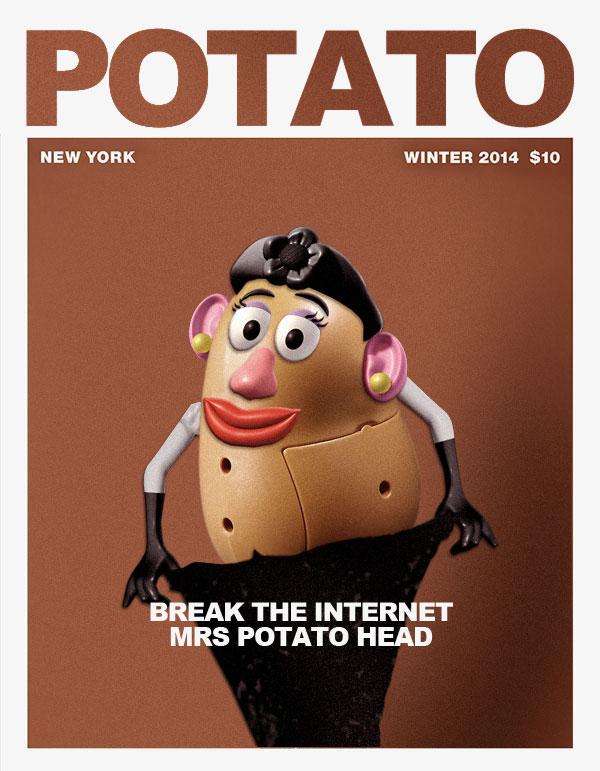 POTATO
NEW YORK
WINTER 2014 $10
BREAK THE INTERNET
MRS POTATO HEAD